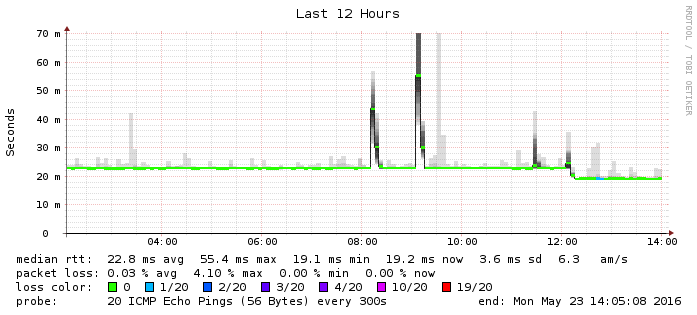 Last 12 Hours
RRDTOOL / TOBI OETIKER
Seconds
70 m
60 m
50 m
40 m
30 m
20 m
10 m
0
04:00 06:00 08:00 10:00 12:00 14:00
median rtt: 22.8 ms avg 55.4 ms max 19.1 ms min 19.2 ms now 3.6 ms sd 6.3 am/s
packet loss: 0.03 % avg 4.10 % max 0.00 % min 0.00 % now
loss color: 0 1/20 2/20 3/20 4/20 10/20 19/20
probe: 20 ICMP Echo Pings (56 Bytes) every 300s end: Mon May 23 14:05:08 2016